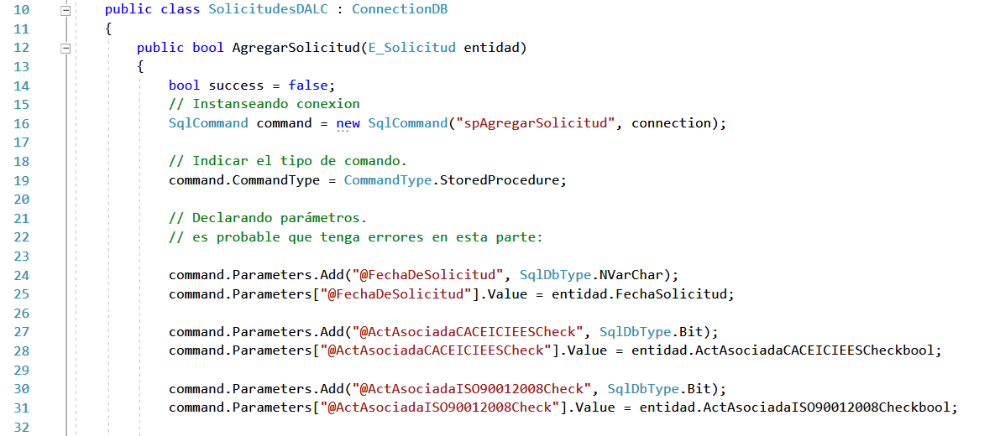 10 public class SolicitudesDALC : ConnectionDB
11 {
12 public bool AgregarSolicitud(E_Solicitud entidad)
13 {
14 bool success = false;
15 // Instanseando conexion
16 SqlCommand command = new SqlCommand("spAgregarSolicitud", connection);
17
18 // Indicar el tipo de comando.
19 command.CommandType = CommandType.StoredProcedure;
20
21 // Declarando parámetros.
22 // es probable que tenga errores en esta parte:
23
24 command.Parameters.Add("@FechaDeSolicitud", SqlDbType.NVarChar);
25 command.Parameters["@FechaDeSolicitud"].Value = entidad.FechaSolicitud;
26
27 command.Parameters.Add("@ActAsociadaCACEICIEESCheck", SqlDbType.Bit);
28 command.Parameters["@ActAsociadaCACEICIEESCheck"].Value = entidad.ActAsociadaCACEICIEESCheckbool;
29
30 command.Parameters.Add("@ActAsociadaISO90012008Check", SqlDbType.Bit);
31 command.Parameters["@ActAsociadaISO90012008Check"].Value = entidad.ActAsociadaISO90012008Checkbool;
32